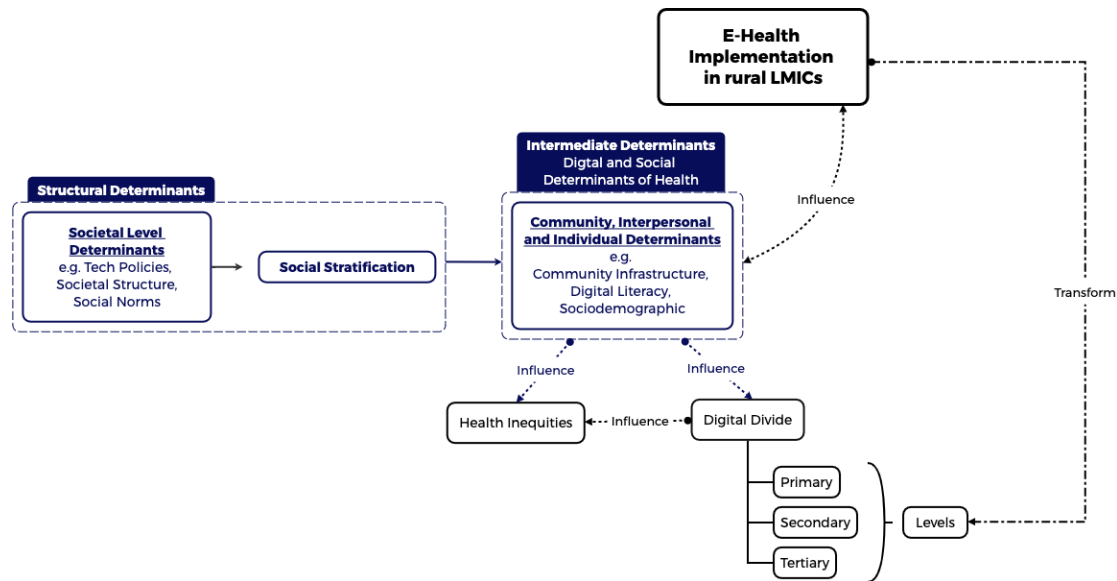 E-Health
Implementation
in rural LMICs
Intermediate Determinants
Digtal and Social
Determinants of Health
Structural Determinants
Societal Level
Determinants
e.g. Tech Policies,
Societal Structure,
Social Norms
Social Stratification
Community, Interpersonal
and Individual Determinants
e.g.
Community Infrastructure,
Digital Literacy,
Sociodemographic
Influence
Transform
Influence
Influence
Health Inequities
Influence
Digital Divide
Primary
Secondary
Tertiary
Levels